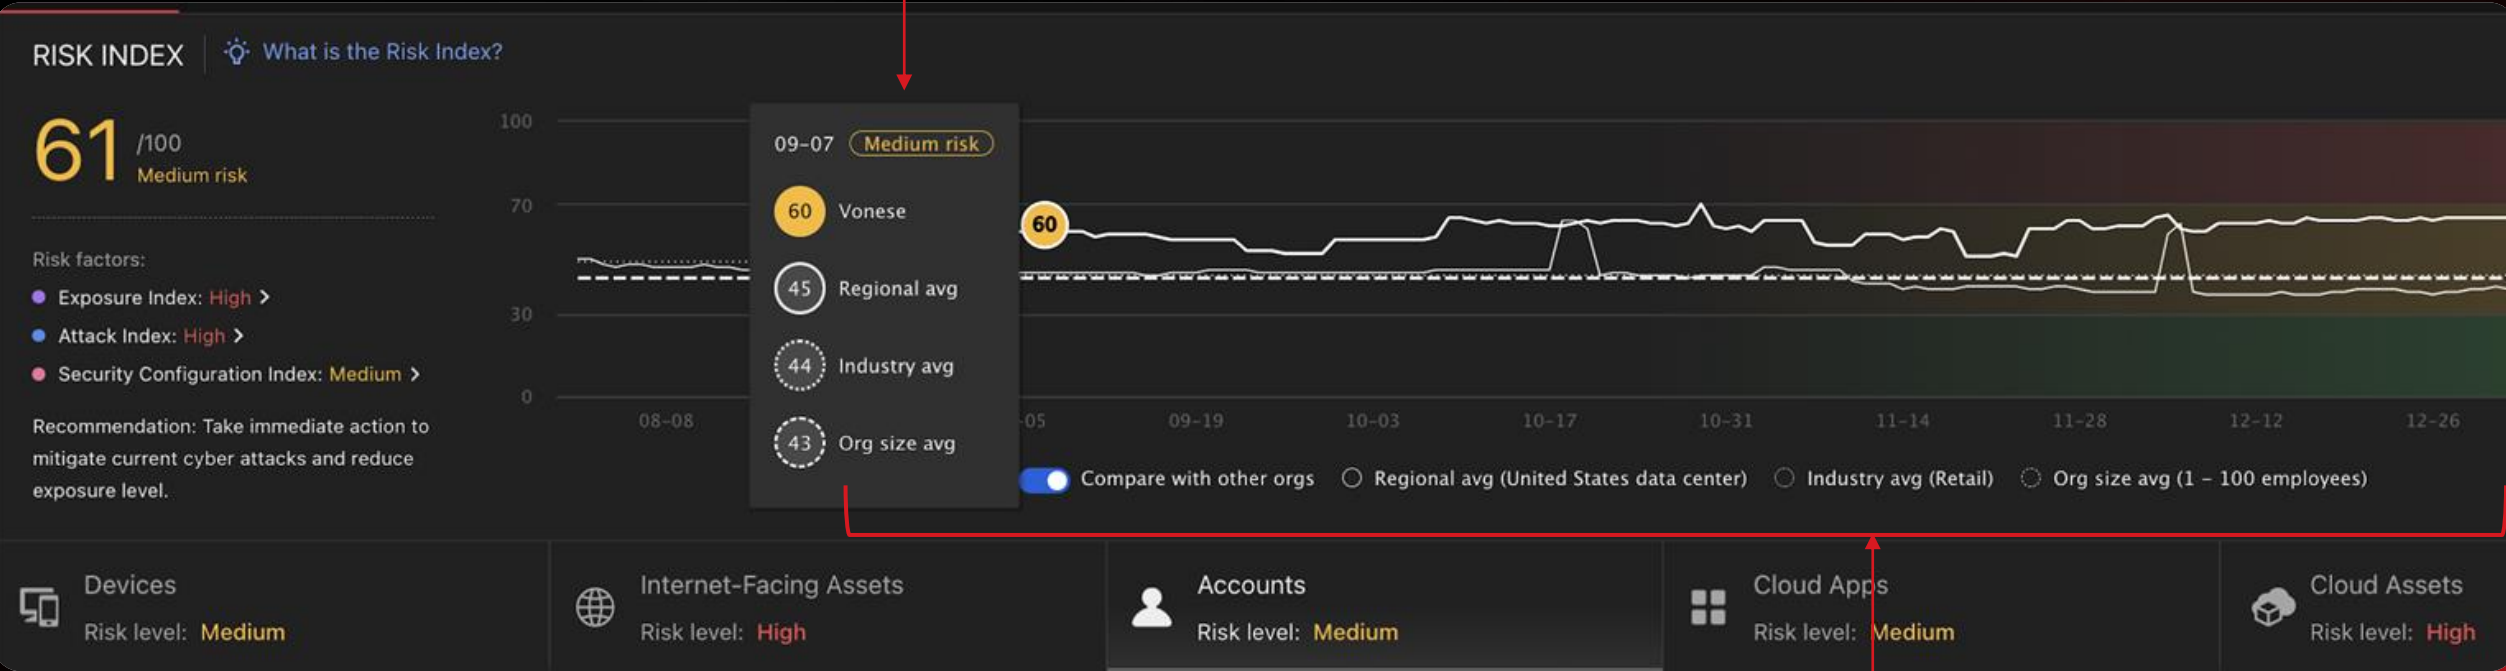 RISK INDEX
What is the Risk Index?
61 /100
Medium risk
Risk factors:
Exposure Index: High >
Attack Index: High >
Security Configuration Index: Medium >
Recommendation: Take immediate action to
mitigate current cyber attacks and reduce
exposure level.
100
70
30
0
09-07 Medium risk
60 Vonese
45 Regional avg
44 Industry avg
43 Org size avg
60
08-08
-05
09-19
10-03
10-17
10-31
11-14
11-28
12-12
12-26
Compare with other orgs
Regional avg (United States data center)
Industry avg (Retail)
Org size avg (1 – 100 employees)
Devices
Risk level: Medium
Internet-Facing Assets
Risk level: High
Accounts
Risk level: Medium
Cloud Apps
Risk level: Medium
Cloud Assets
Risk level: High